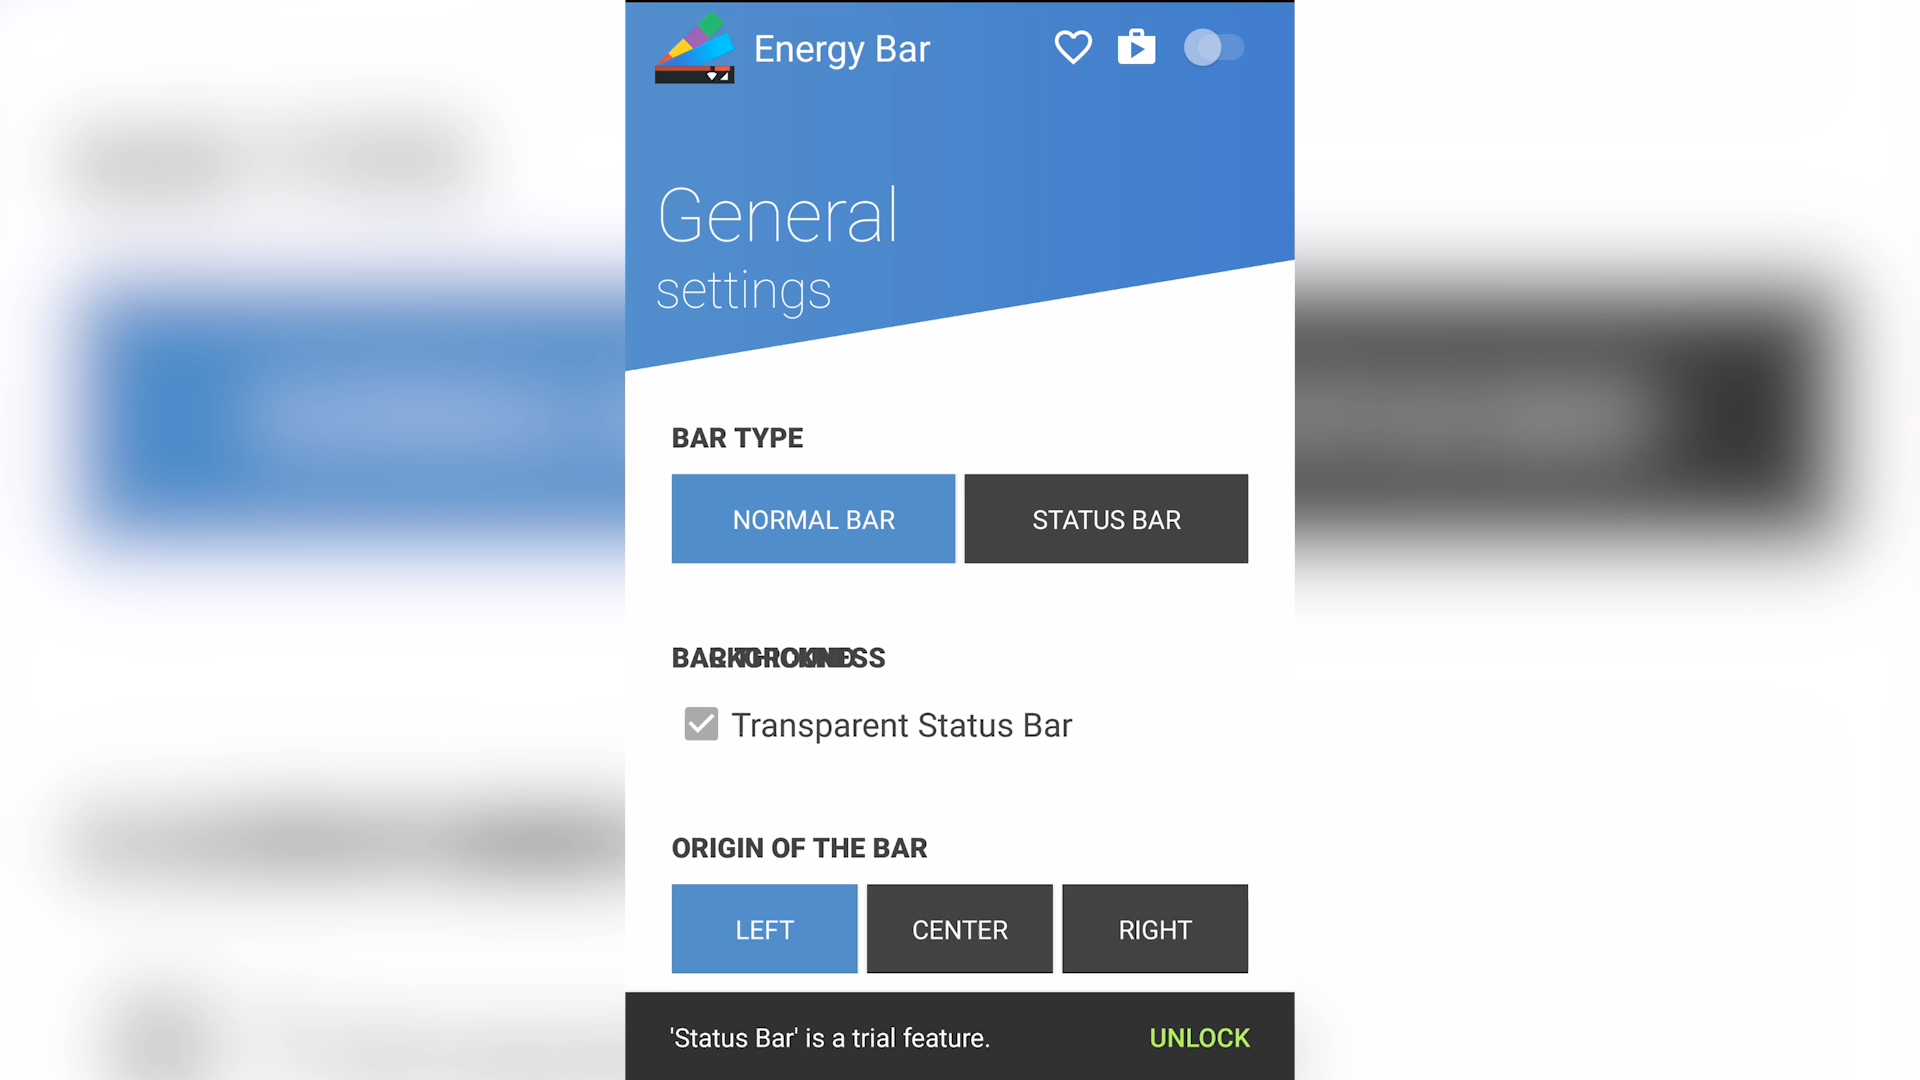 Energy Bar
General
settings
BAR TYPE
NORMAL BAR
STATUS BAR
Transparent Status Bar
ORIGIN OF THE BAR
LEFT
CENTER
RIGHT
'Status Bar' is a trial feature.
UNLOCK